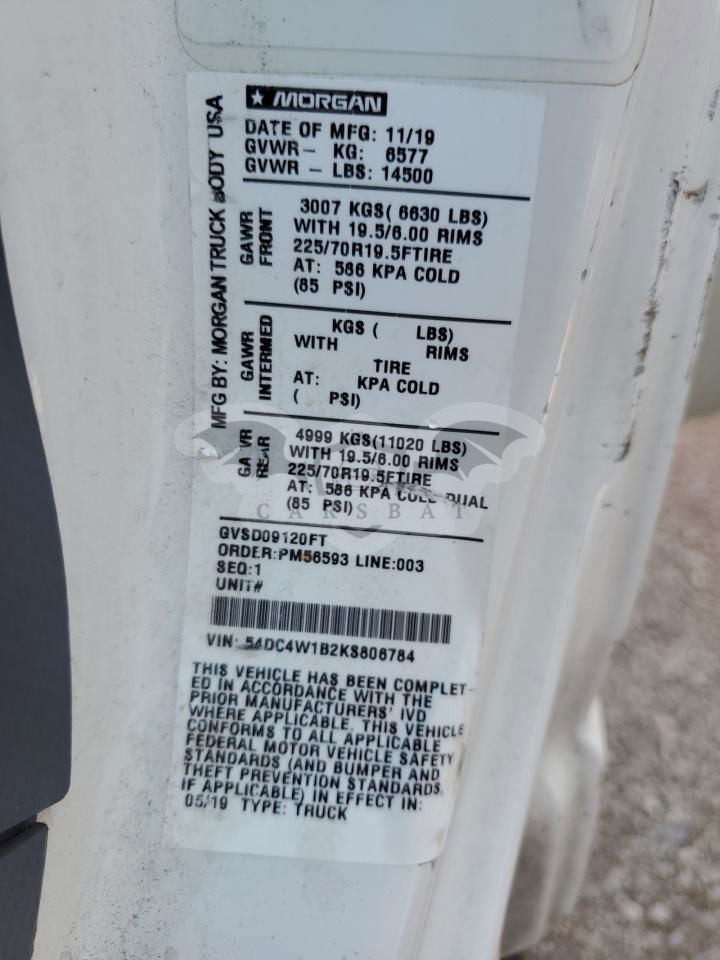 MORGAN
MFG BY: MORGAN TRUCK BODY USA
DATE OF MFG: 11/19
GVWR- KG: 6577
GVWR - LBS: 14500
GAWR FRONT
3007 KGS( 6630 LBS)
WITH 19.5/6.00 RIMS
225/70R19.5FTIRE
AT: 586 KPA COLD
(85 PSI)
GAWR INTERMED
KGS ( LBS)
WITH RIMS
TIRE
AT: KPA COLD
( PSI)
GAWR REAR
4999 KGS(11020 LBS)
WITH 19.5/6.00 RIMS
225/70R19.5FTIRE
AT: 586 KPA COLD DUAL
(85 PSI)
CARSBAT
GVSD09120FT
ORDER:PM56593 LINE:003
SEQ:1
UNIT#
VIN: 54DC4W1B2KS806784
THIS VEHICLE HAS BEEN COMPLET-
ED IN ACCORDANCE WITH THE
PRIOR MANUFACTURERS' IVD
WHERE APPLICABLE. THIS VEHICLE
CONFORMS TO ALL APPLICABLE
FEDERAL MOTOR VEHICLE SAFETY
STANDARDS (AND BUMPER AND
THEFT PREVENTION STANDARDS
IF APPLICABLE) IN EFFECT IN:
05/19 TYPE: TRUCK